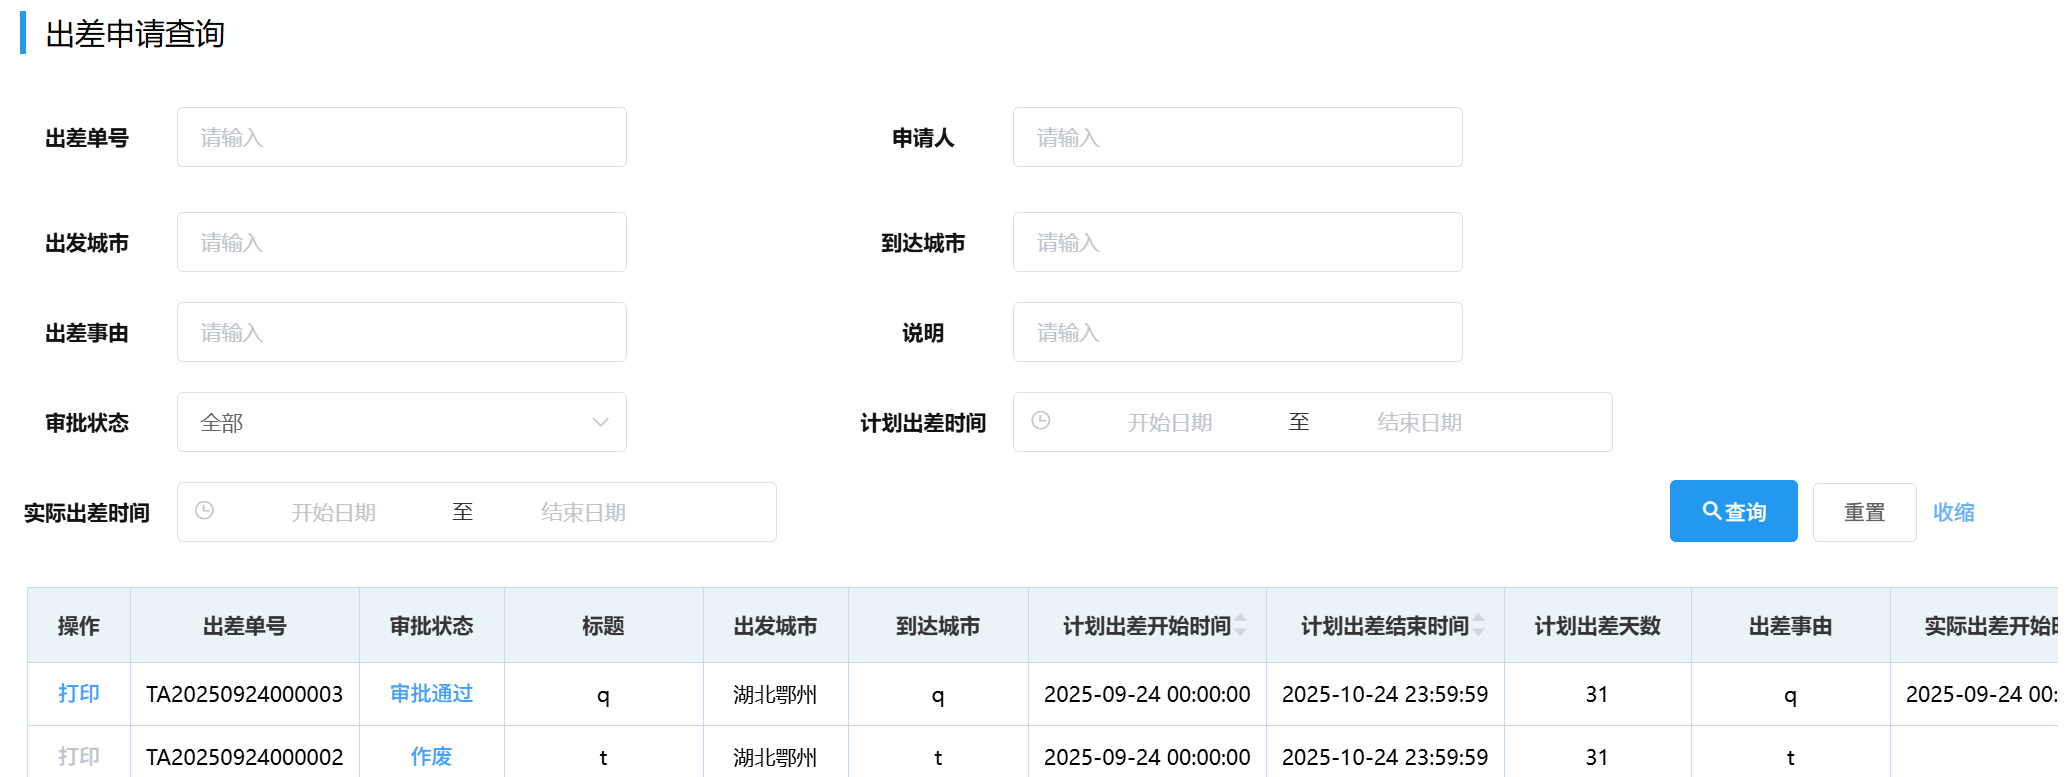 出差申请查询
出差单号 请输入 申请人 请输入
出发城市 请输入 到达城市 请输入
出差事由 请输入 说明 请输入
审批状态 全部 计划出差时间 开始日期 至 结束日期
实际出差时间 开始日期 至 结束日期 查询 重置 收缩
操作 出差单号 审批状态 标题 出发城市 到达城市 计划出差开始时间 计划出差结束时间 计划出差天数 出差事由 实际出差开始时
打印 TA20250924000003 审批通过 q 湖北鄂州 q 2025-09-24 00:00:00 2025-10-24 23:59:59 31 q 2025-09-24 00:
打印 TA20250924000002 作废 t 湖北鄂州 t 2025-09-24 00:00:00 2025-10-24 23:59:59 31 t